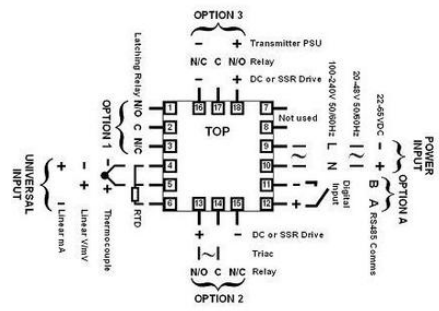 OPTION 3
– + Transmitter PSU
N/C C N/O Relay
– + DC or SSR Drive
16 17 18
Latching Relay N/O C N/C
OPTION 1
1
2
3
4
5
6
TOP
7
8
9
10
11
12
Not used
100-240V 50/60Hz L N
20-48V 50/60Hz
22-65VDC – +
POWER INPUT
OPTION A
B A RS485 Comms
– +
Digital Input
UNIVERSAL INPUT
+ – Linear mA
– + Linear V/mV
– + Thermocouple
RTD
13 14 15
+ – DC or SSR Drive
~ Triac
N/O C N/C Relay
OPTION 2